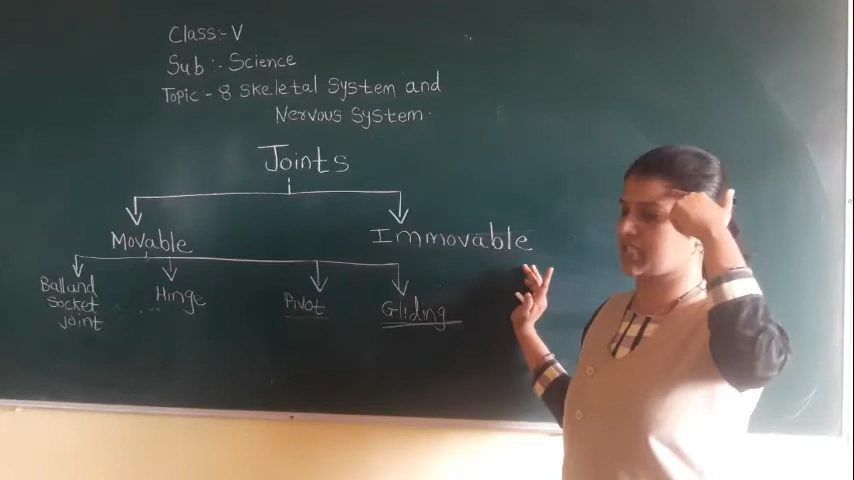 Class:- V
Sub :- Science
Topic - 8 skeletal system and
Nervous system.
Joints
Movable
Immovable
Ball and
Socket
joint
Hinge
Pivot
Gliding